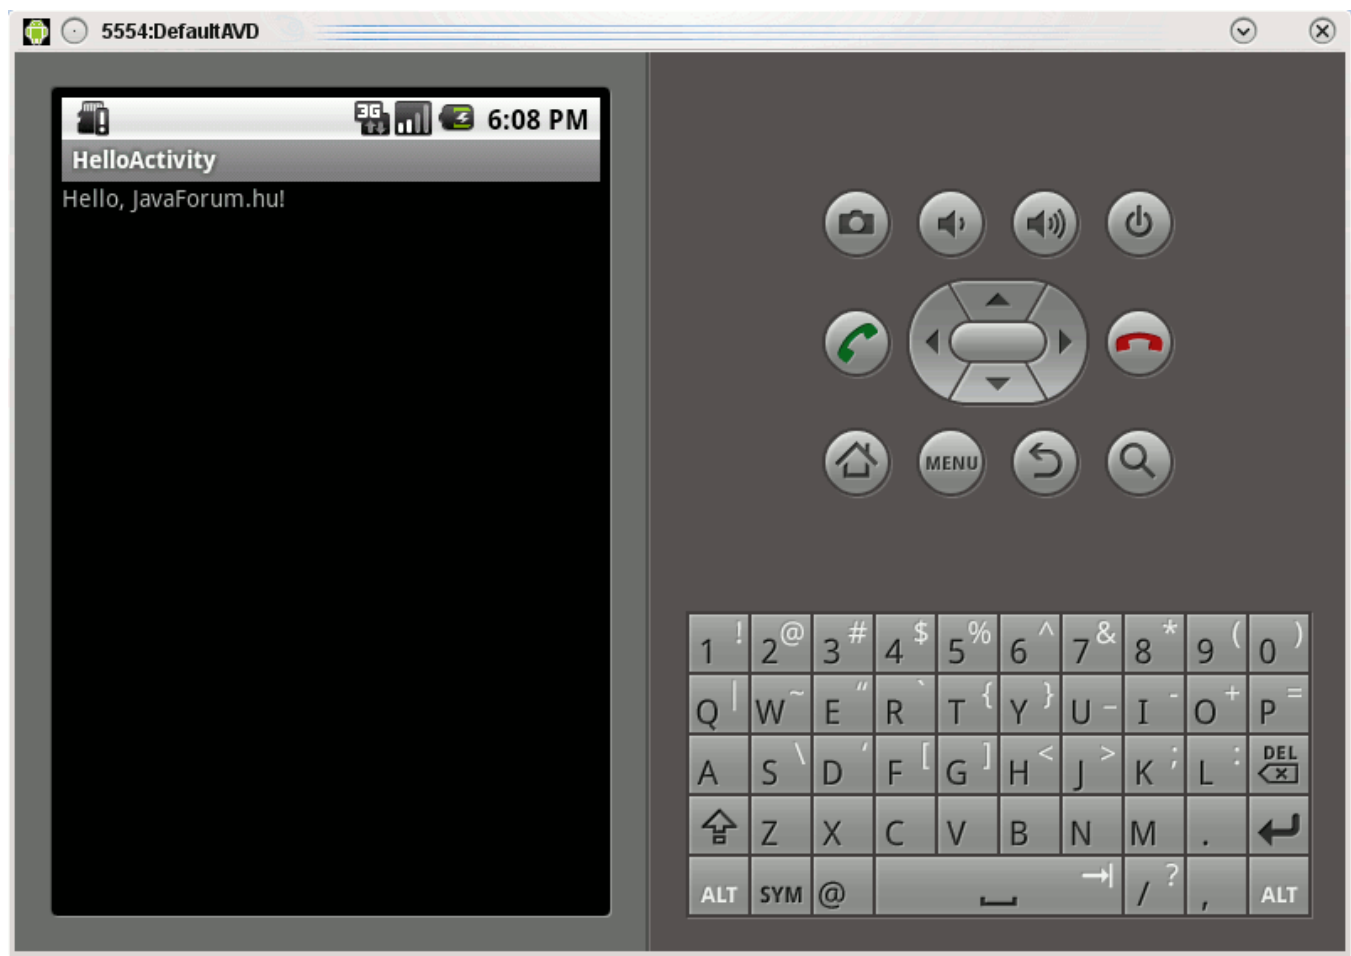 5554:DefaultAVD
3G 6:08 PM
HelloActivity
Hello, JavaForum.hu!
MENU
1 ! 2 @ 3 # 4 $ 5 % 6 ^ 7 & 8 * 9 ( 0 )
Q | W ~ E " R ` T { Y } U _ I - O + P =
A S \ D ' F [ G ] H < J > K ; L : DEL
Z X C V B N M .
ALT SYM @ / ? , ALT